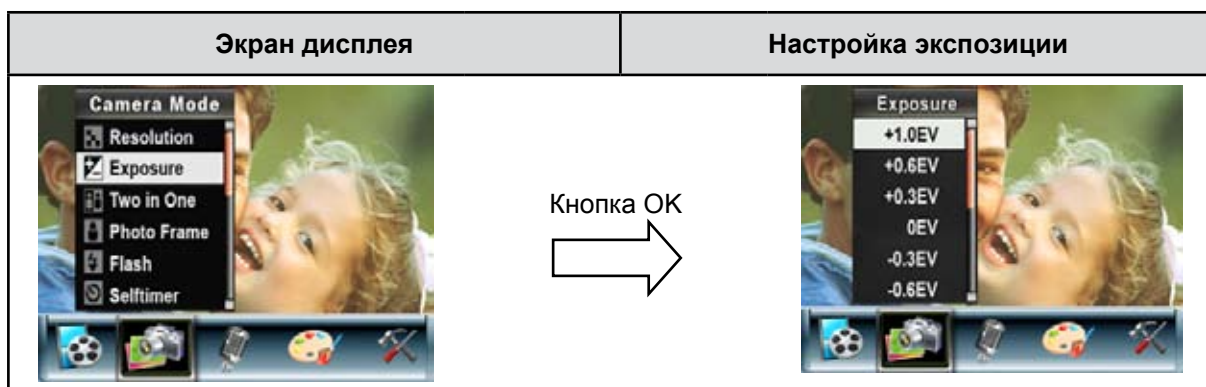 Экран дисплея
Настройка экспозиции
Camera Mode
Resolution
Exposure
Two in One
Photo Frame
Flash
Selftimer
Кнопка OK
Exposure
+1.0EV
+0.6EV
+0.3EV
0EV
-0.3EV
-0.6EV